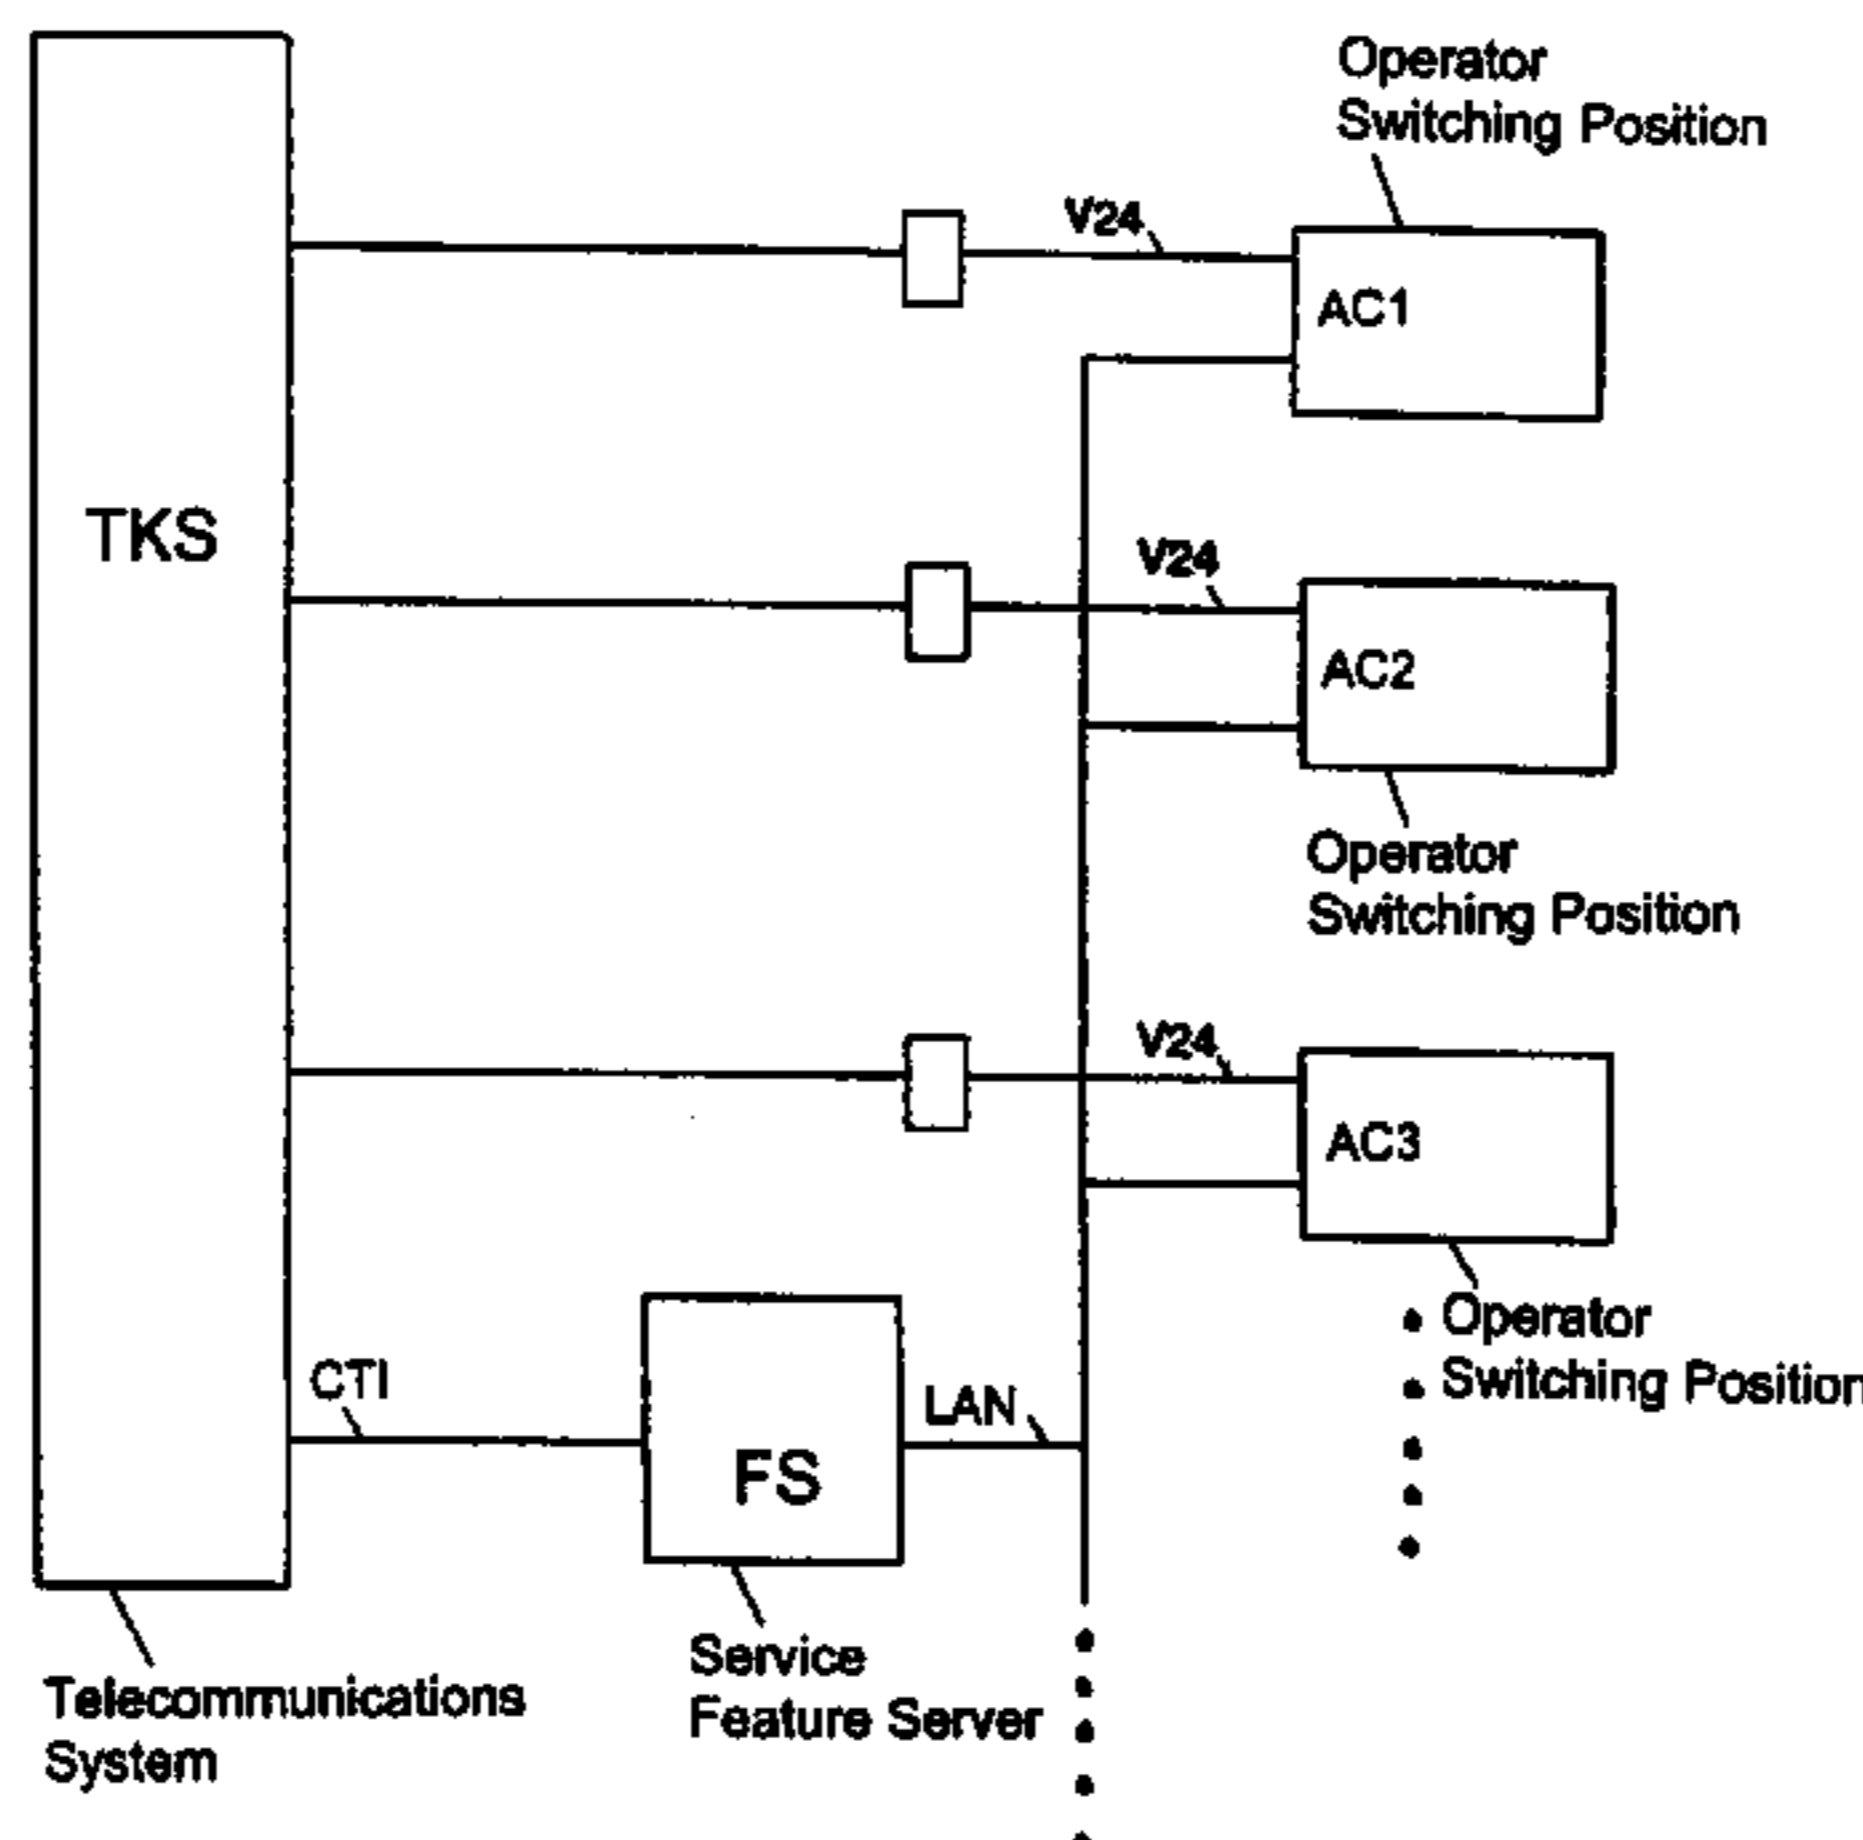 Operator
Switching Position
V24
AC1
TKS
V24
AC2
Operator
Switching Position
V24
AC3
Operator
Switching Position
CTI
LAN
FS
Service
Feature Server
Telecommunications
System